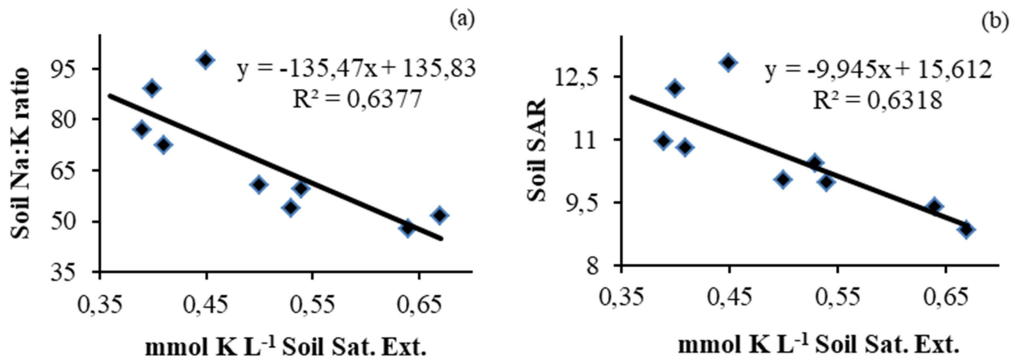 (a)
Soil Na:K ratio
95
80
65
50
35
y = -135,47x + 135,83
R² = 0,6377
0,35 0,45 0,55 0,65
mmol K L⁻¹ Soil Sat. Ext.
(b)
Soil SAR
12,5
11
9,5
8
y = -9,945x + 15,612
R² = 0,6318
0,35 0,45 0,55 0,65
mmol K L⁻¹ Soil Sat. Ext.